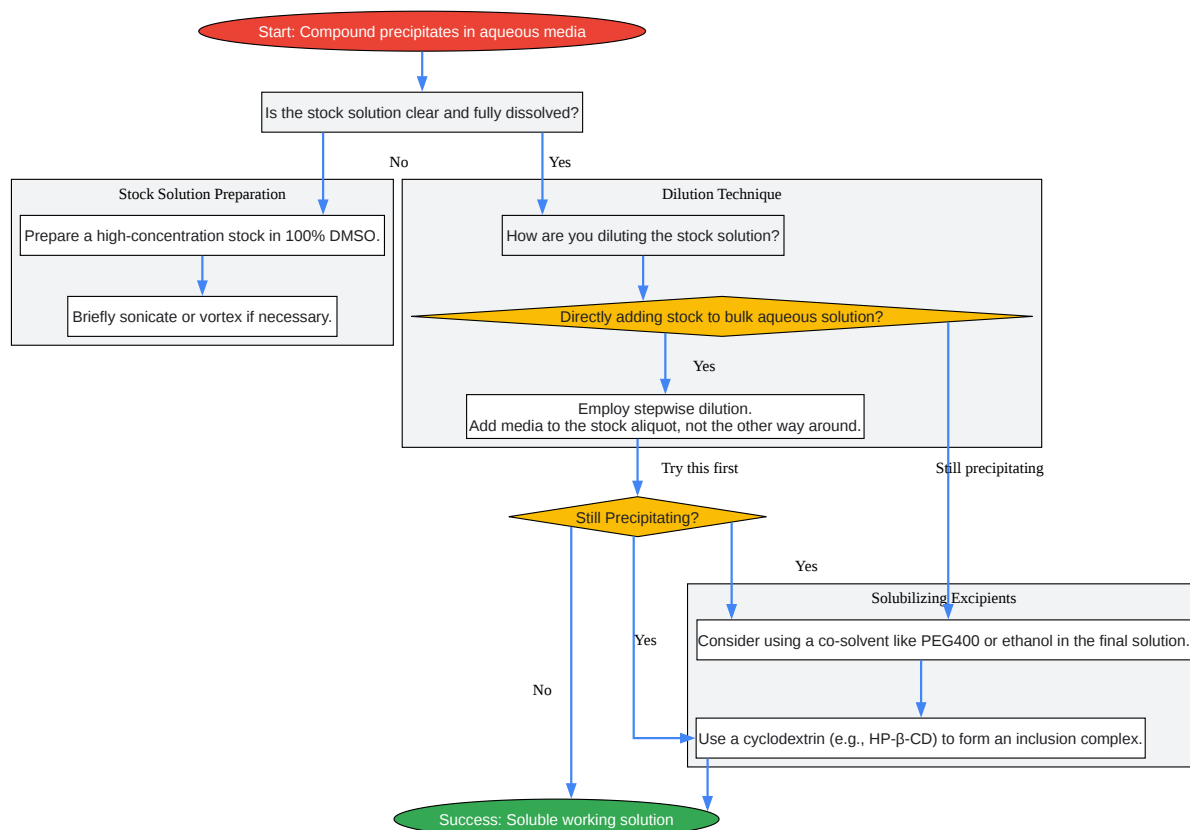 Start: Compound precipitates in aqueous media
Is the stock solution clear and fully dissolved?
No
Yes
Stock Solution Preparation
Prepare a high-concentration stock in 100% DMSO.
Briefly sonicate or vortex if necessary.
Dilution Technique
How are you diluting the stock solution?
Directly adding stock to bulk aqueous solution?
Yes
Employ stepwise dilution.
Add media to the stock aliquot, not the other way around.
Try this first
Still precipitating
Still Precipitating?
Yes
Solubilizing Excipients
Consider using a co-solvent like PEG400 or ethanol in the final solution.
Yes
No
Use a cyclodextrin (e.g., HP-β-CD) to form an inclusion complex.
Success: Soluble working solution